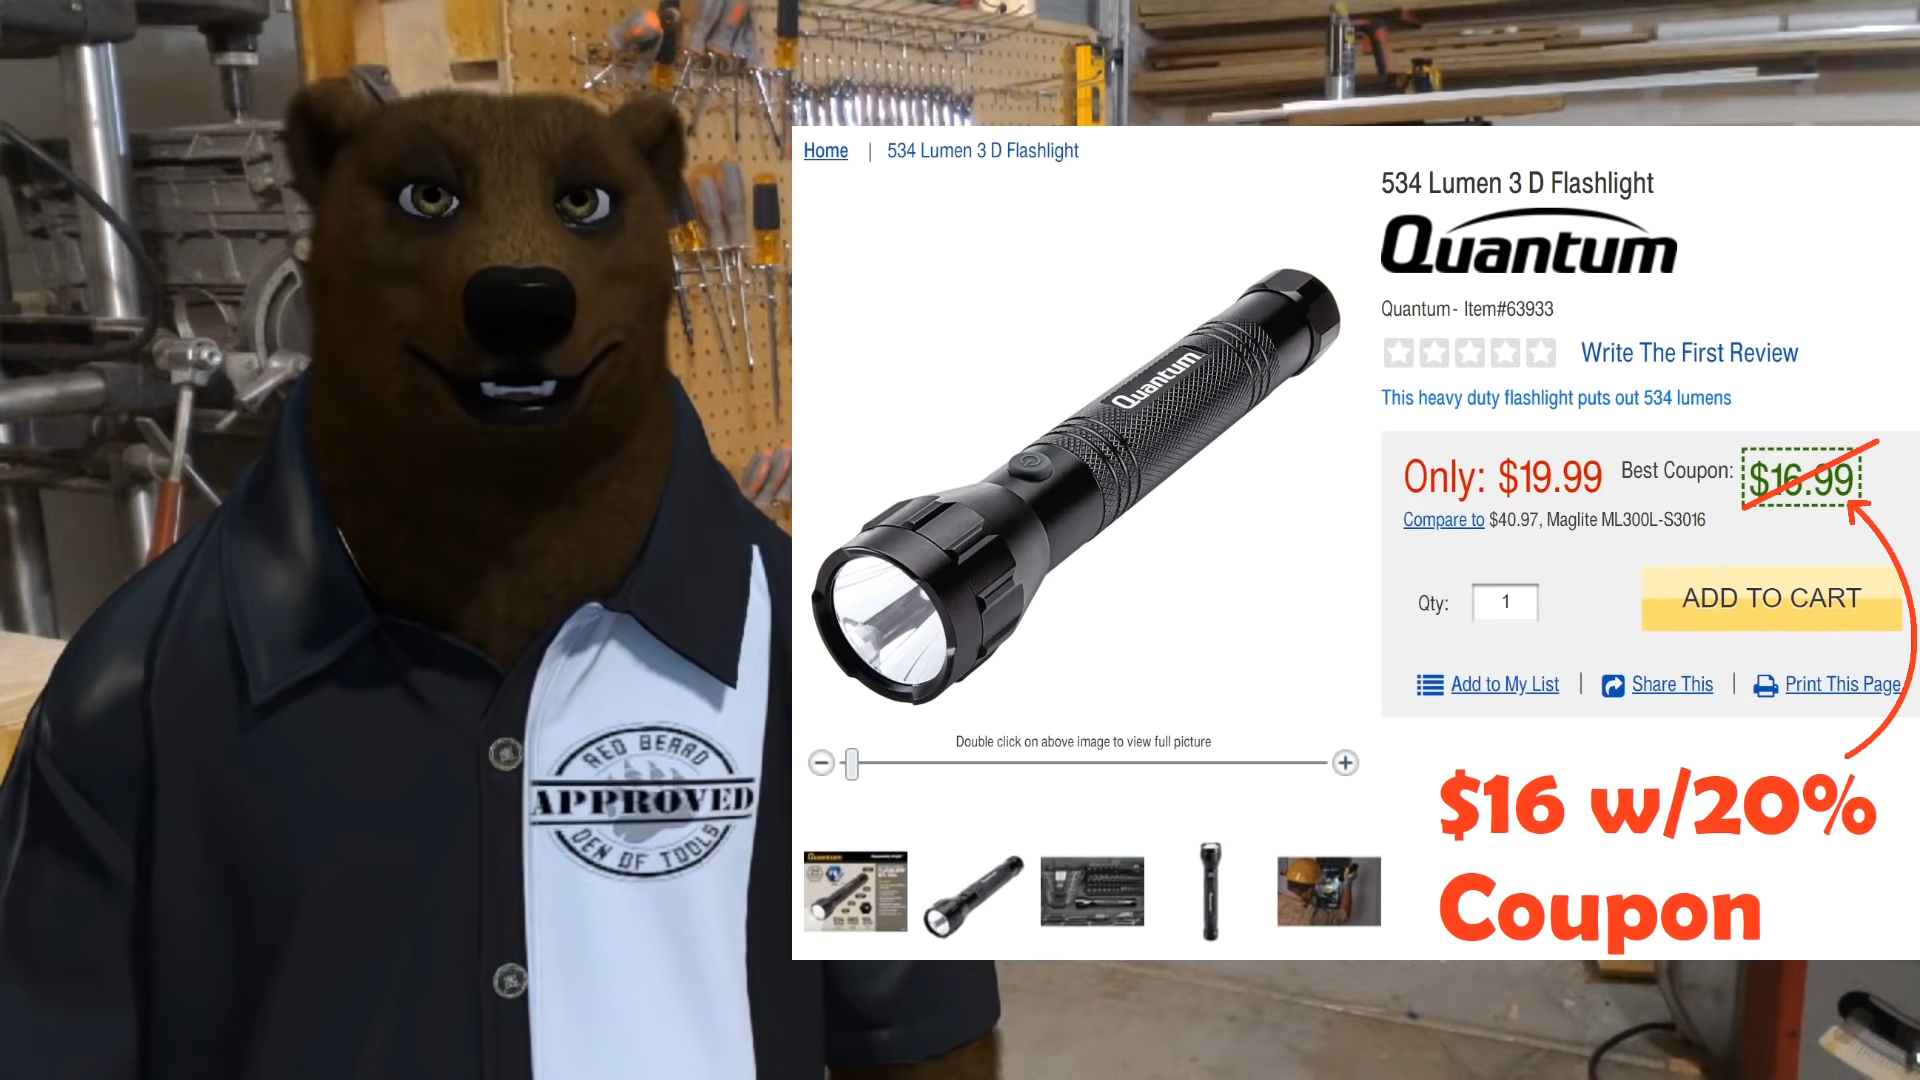 Home | 534 Lumen 3 D Flashlight
534 Lumen 3 D Flashlight
Quantum
Quantum- Item#63933
Write The First Review
This heavy duty flashlight puts out 534 lumens
Only: $19.99 Best Coupon: $16.99
Compare to $40.97, Maglite ML300L-S3016
Qty: 1 ADD TO CART
Add to My List | Share This | Print This Page
Quantum
Double click on above image to view full picture
$16 w/20%
Coupon
RED BEARD
APPROVED
DEN OF TOOLS
Quantum